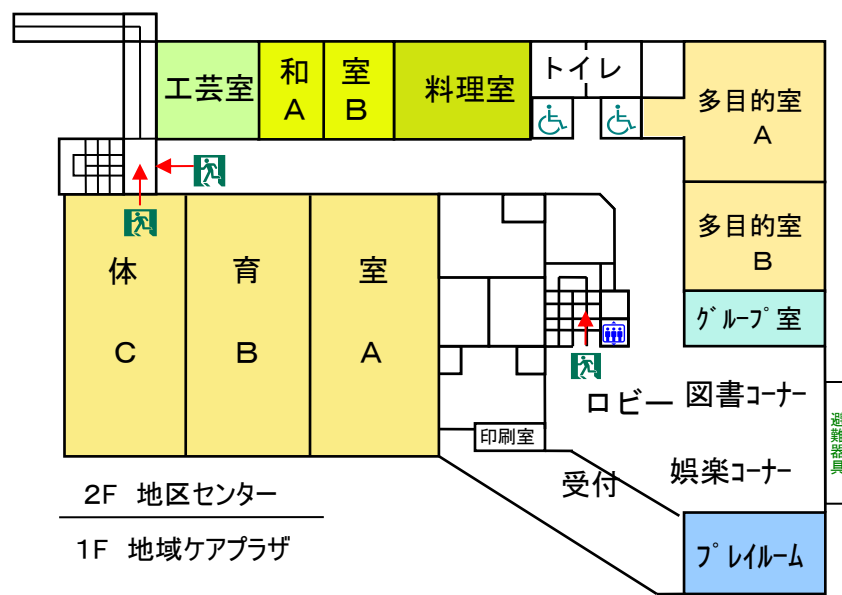 工芸室
和
A
室
B
料理室
トイレ
多目的室
A
多目的室
B
グループ室
体
育
室
C
B
A
ロビー
図書コーナー
避難器具
印刷室
受付
娯楽コーナー
2F 地区センター
1F 地域ケアプラザ
プレイルーム